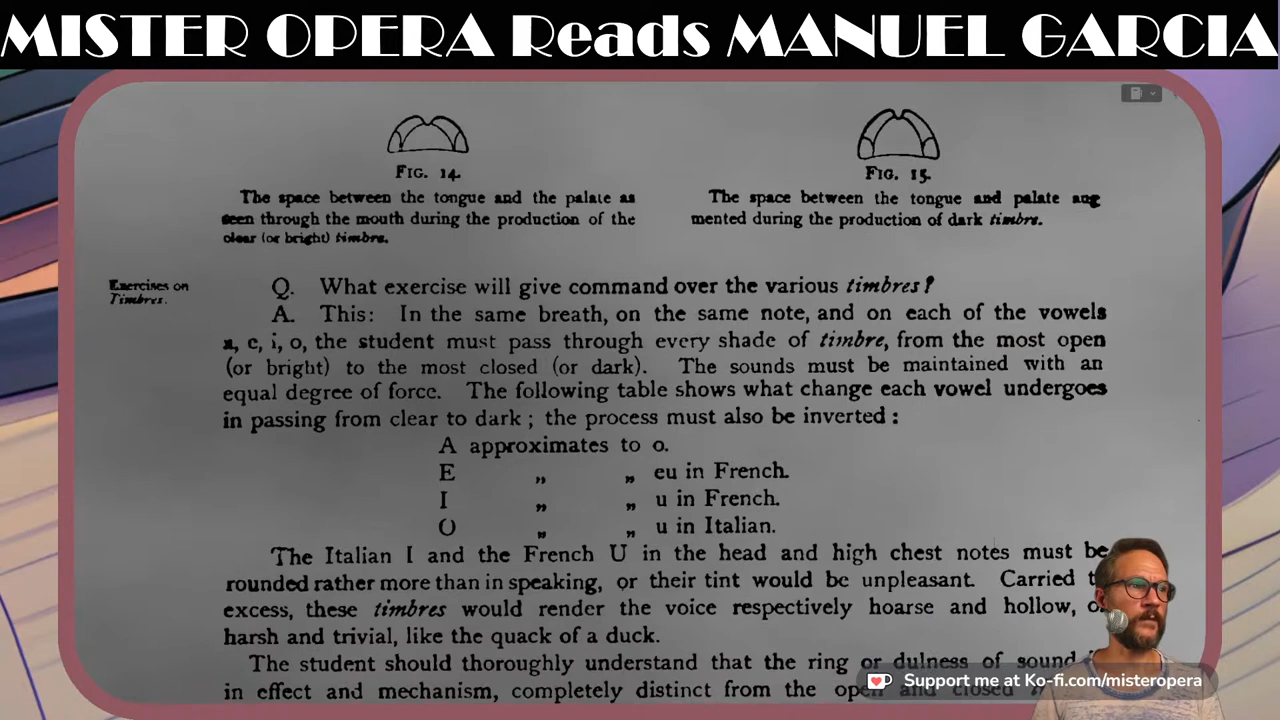 MISTER OPERA Reads MANUEL GARCIA
FIG. 14.
The space between the tongue and the palate as
seen through the mouth during the production of the
clear (or bright) timbre.
FIG. 15.
The space between the tongue and palate aug
mented during the production of dark timbre.
Exercises on
Timbres.
Q. What exercise will give command over the various timbres?
A. This: In the same breath, on the same note, and on each of the vowels
a, e, i, o, the student must pass through every shade of timbre, from the most open
(or bright) to the most closed (or dark). The sounds must be maintained with an
equal degree of force. The following table shows what change each vowel undergoes
in passing from clear to dark; the process must also be inverted:
A approximates to o.
E „ „ eu in French.
I „ „ u in French.
O „ „ u in Italian.
The Italian I and the French U in the head and high chest notes must be
rounded rather more than in speaking, or their tint would be unpleasant. Carried
excess, these timbres would render the voice respectively hoarse and hollow,
harsh and trivial, like the quack of a duck.
The student should thoroughly understand that the ring or dulness of sound
in effect and mechanism, completely distinct from the open and closed
Support me at Ko-fi.com/misteropera